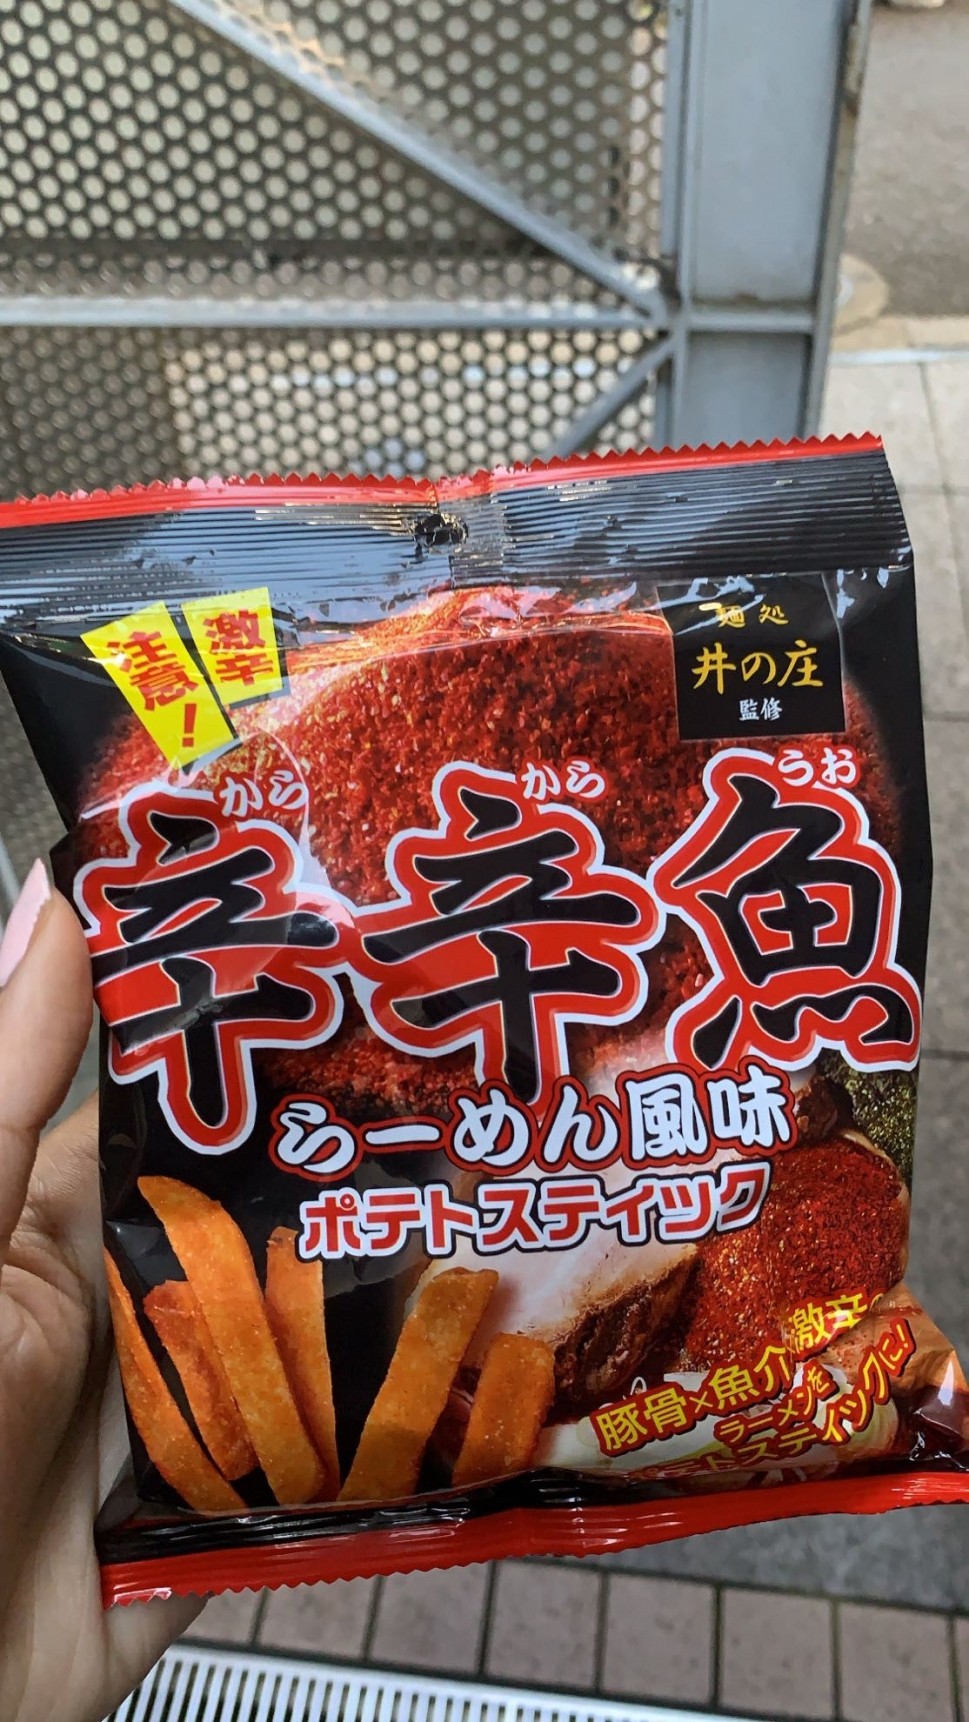 激辛
注意!
麺処
井の庄
監修
から から うお
辛辛魚
らーめん風味
ポテトスティック
豚骨×魚介 激辛の
ラーメンを
ポテトスティックに!